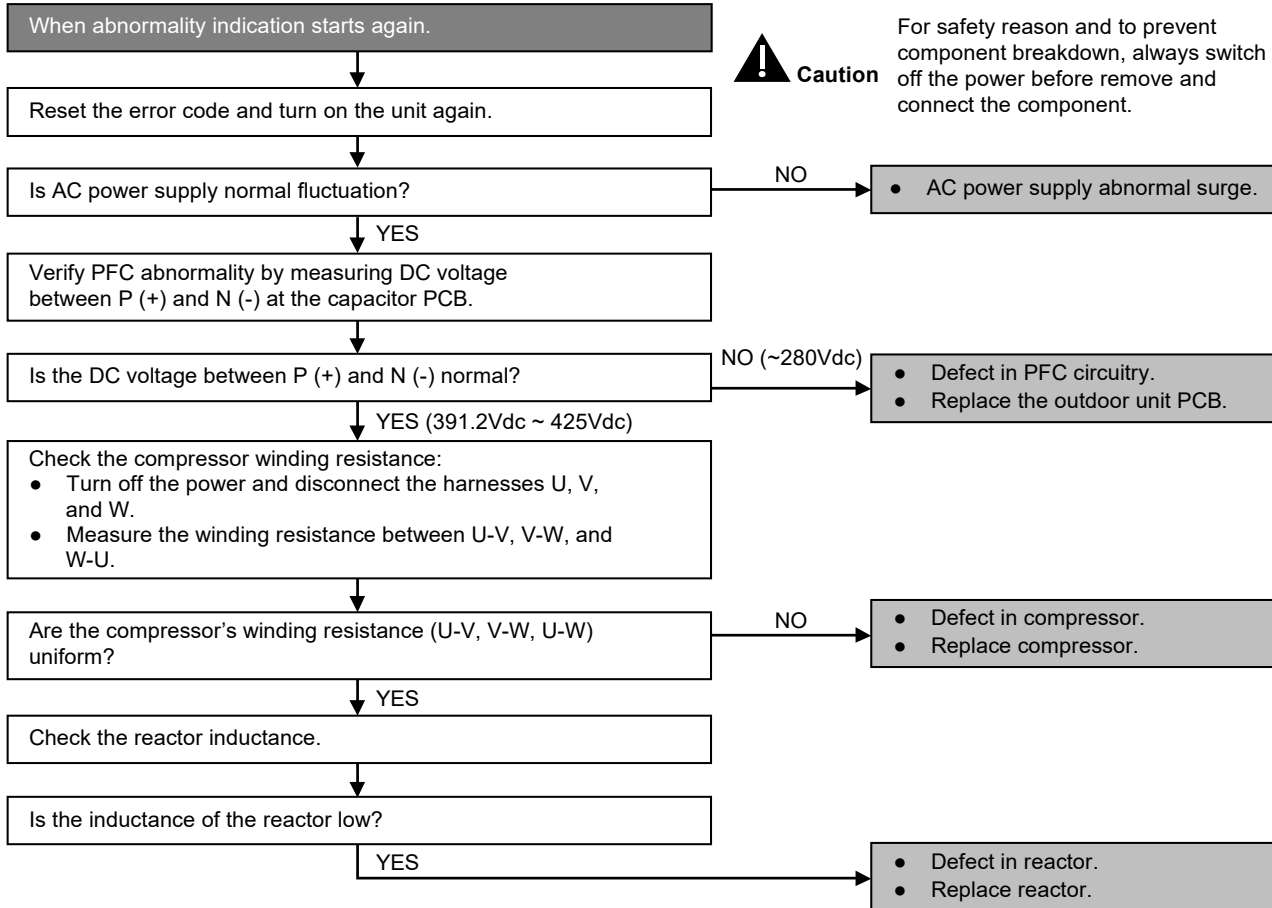 When abnormality indication starts again.
Caution
For safety reason and to prevent
component breakdown, always switch
off the power before remove and
connect the component.
Reset the error code and turn on the unit again.
Is AC power supply normal fluctuation?
NO
● AC power supply abnormal surge.
YES
Verify PFC abnormality by measuring DC voltage
between P (+) and N (-) at the capacitor PCB.
Is the DC voltage between P (+) and N (-) normal?
NO (~280Vdc)
● Defect in PFC circuitry.
● Replace the outdoor unit PCB.
YES (391.2Vdc ~ 425Vdc)
Check the compressor winding resistance:
● Turn off the power and disconnect the harnesses U, V,
and W.
● Measure the winding resistance between U-V, V-W, and
W-U.
Are the compressor’s winding resistance (U-V, V-W, U-W)
uniform?
NO
● Defect in compressor.
● Replace compressor.
YES
Check the reactor inductance.
Is the inductance of the reactor low?
YES
● Defect in reactor.
● Replace reactor.